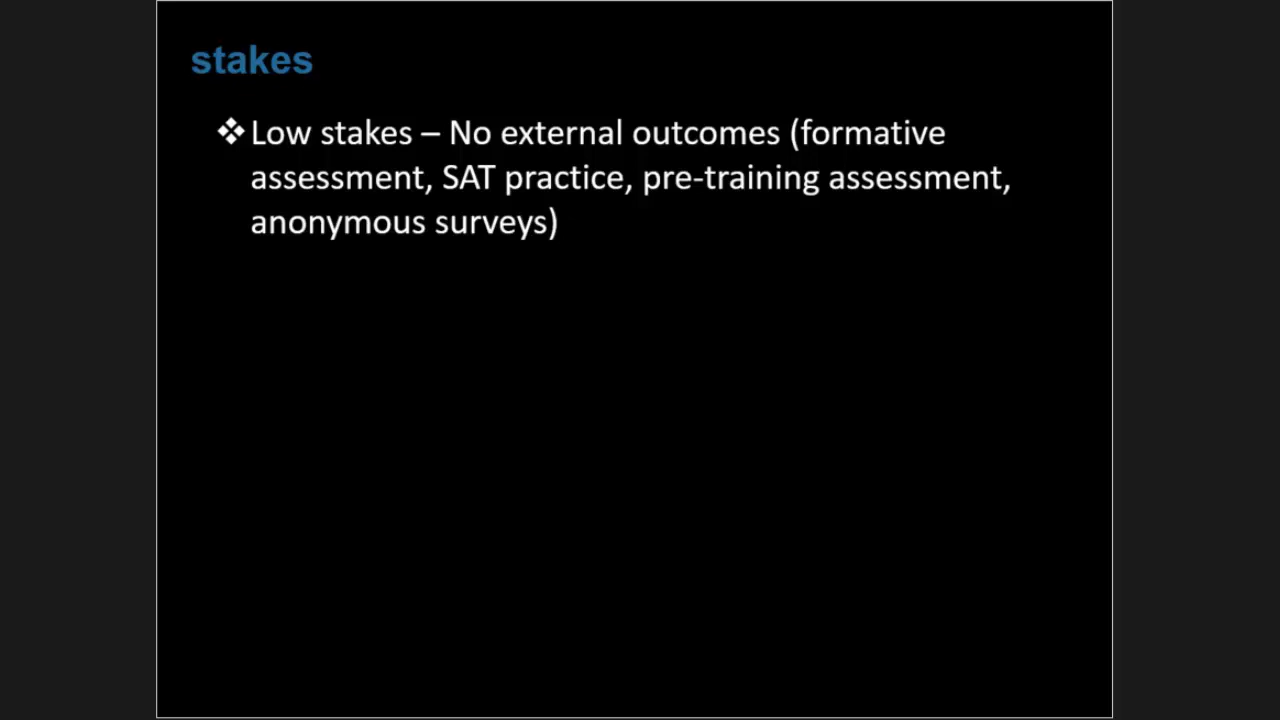 stakes
❖Low stakes – No external outcomes (formative
assessment, SAT practice, pre-training assessment,
anonymous surveys)